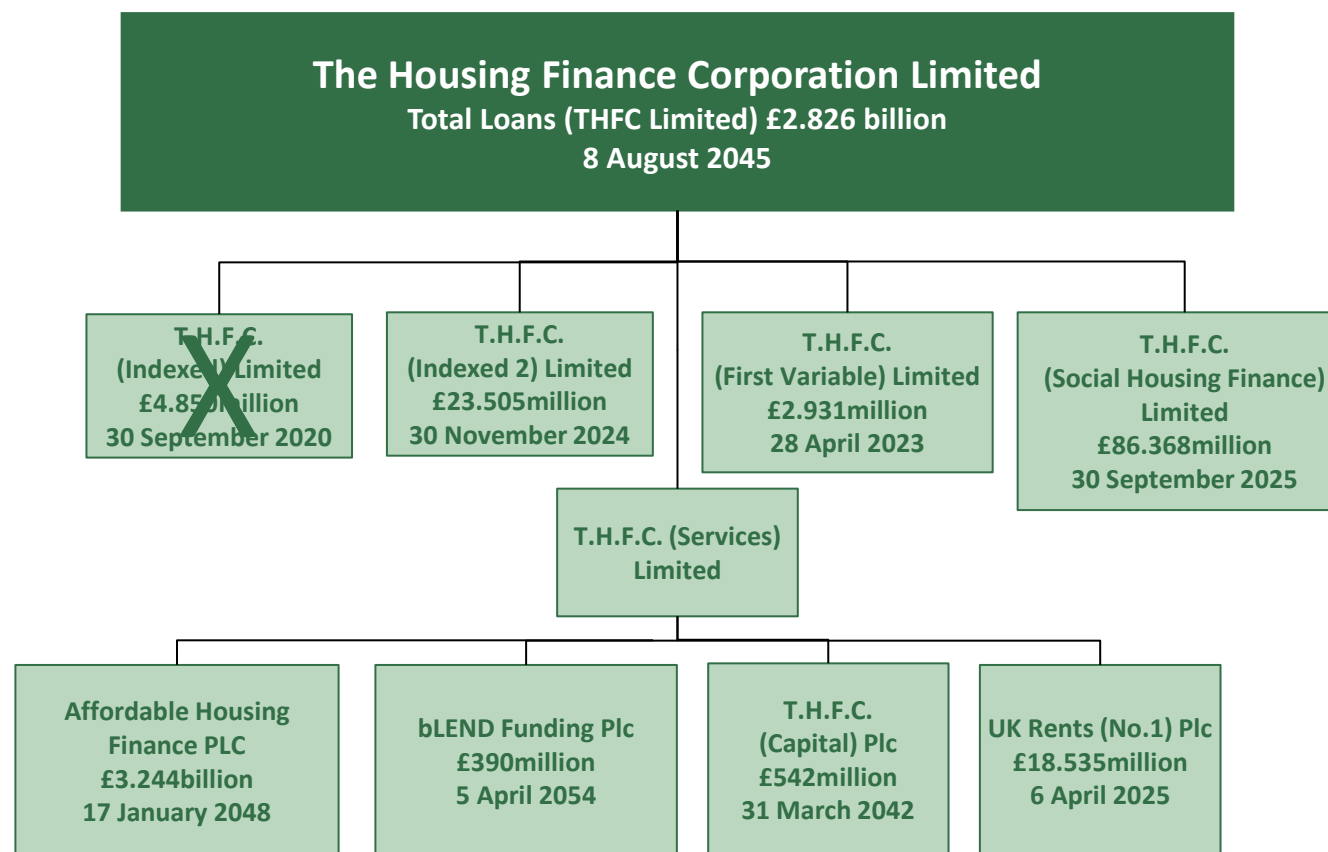 The Housing Finance Corporation Limited
Total Loans (THFC Limited) £2.826 billion
8 August 2045
T.H.F.C.
(Indexed) Limited
£4.850million
30 September 2020
X
T.H.F.C.
(Indexed 2) Limited
£23.505million
30 November 2024
T.H.F.C.
(First Variable) Limited
£2.931million
28 April 2023
T.H.F.C.
(Social Housing Finance)
Limited
£86.368million
30 September 2025
T.H.F.C. (Services)
Limited
Affordable Housing
Finance PLC
£3.244billion
17 January 2048
bLEND Funding Plc
£390million
5 April 2054
T.H.F.C.
(Capital) Plc
£542million
31 March 2042
UK Rents (No.1) Plc
£18.535million
6 April 2025